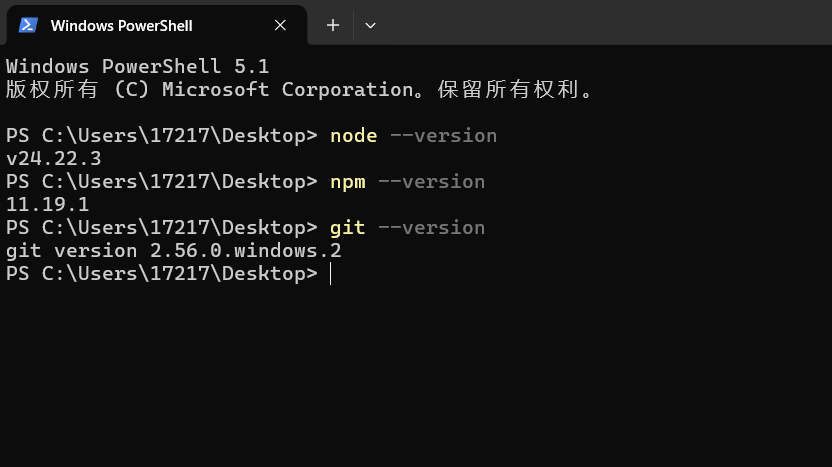 Windows PowerShell
Windows PowerShell 5.1
版权所有 (C) Microsoft Corporation。保留所有权利。
PS C:\Users\17217\Desktop> node --version
v24.22.3
PS C:\Users\17217\Desktop> npm --version
11.19.1
PS C:\Users\17217\Desktop> git --version
git version 2.56.0.windows.2
PS C:\Users\17217\Desktop>